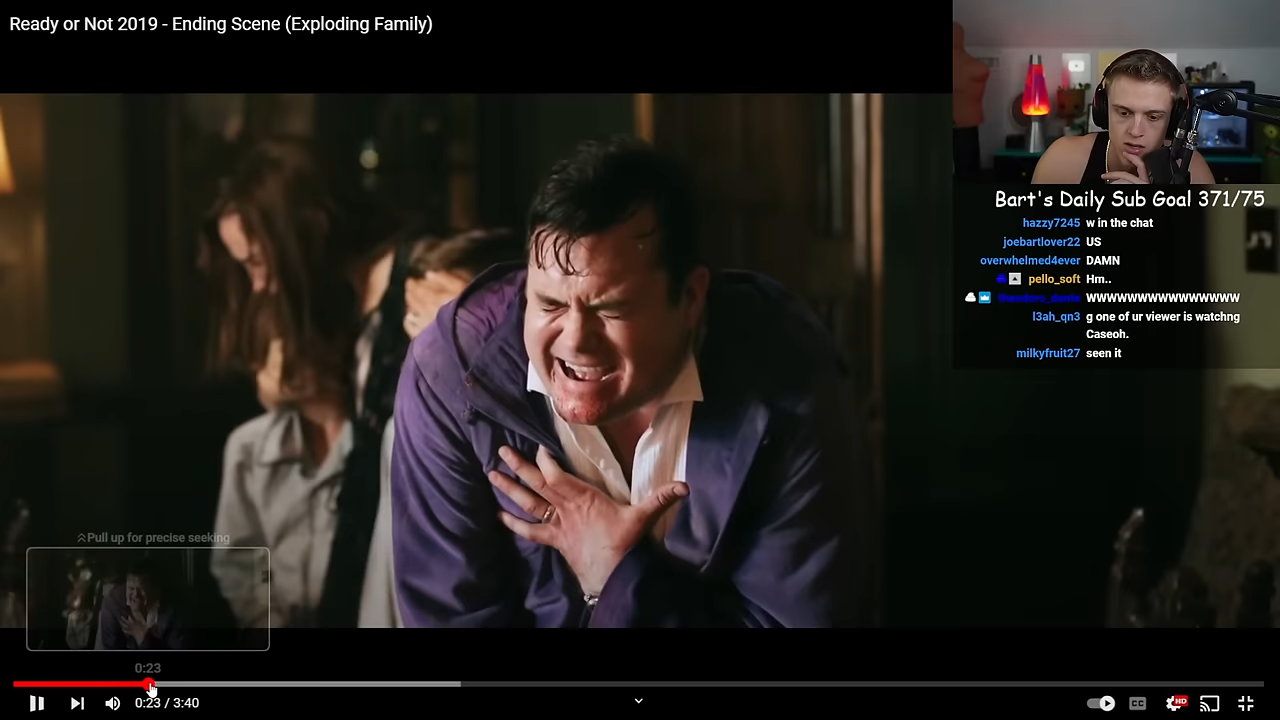 Ready or Not 2019 - Ending Scene (Exploding Family)
Bart's Daily Sub Goal 371/75
hazzy7245 w in the chat
joebartlover22 US
overwhelmed4ever DAMN
pello_soft Hm..
WWWWWWWWWWWWWWW
l3ah_qn3 g one of ur viewer is watchng
Caseoh.
milkyfruit27 seen it
Pull up for precise seeking
0:23
0:23 / 3:40
CC
HD